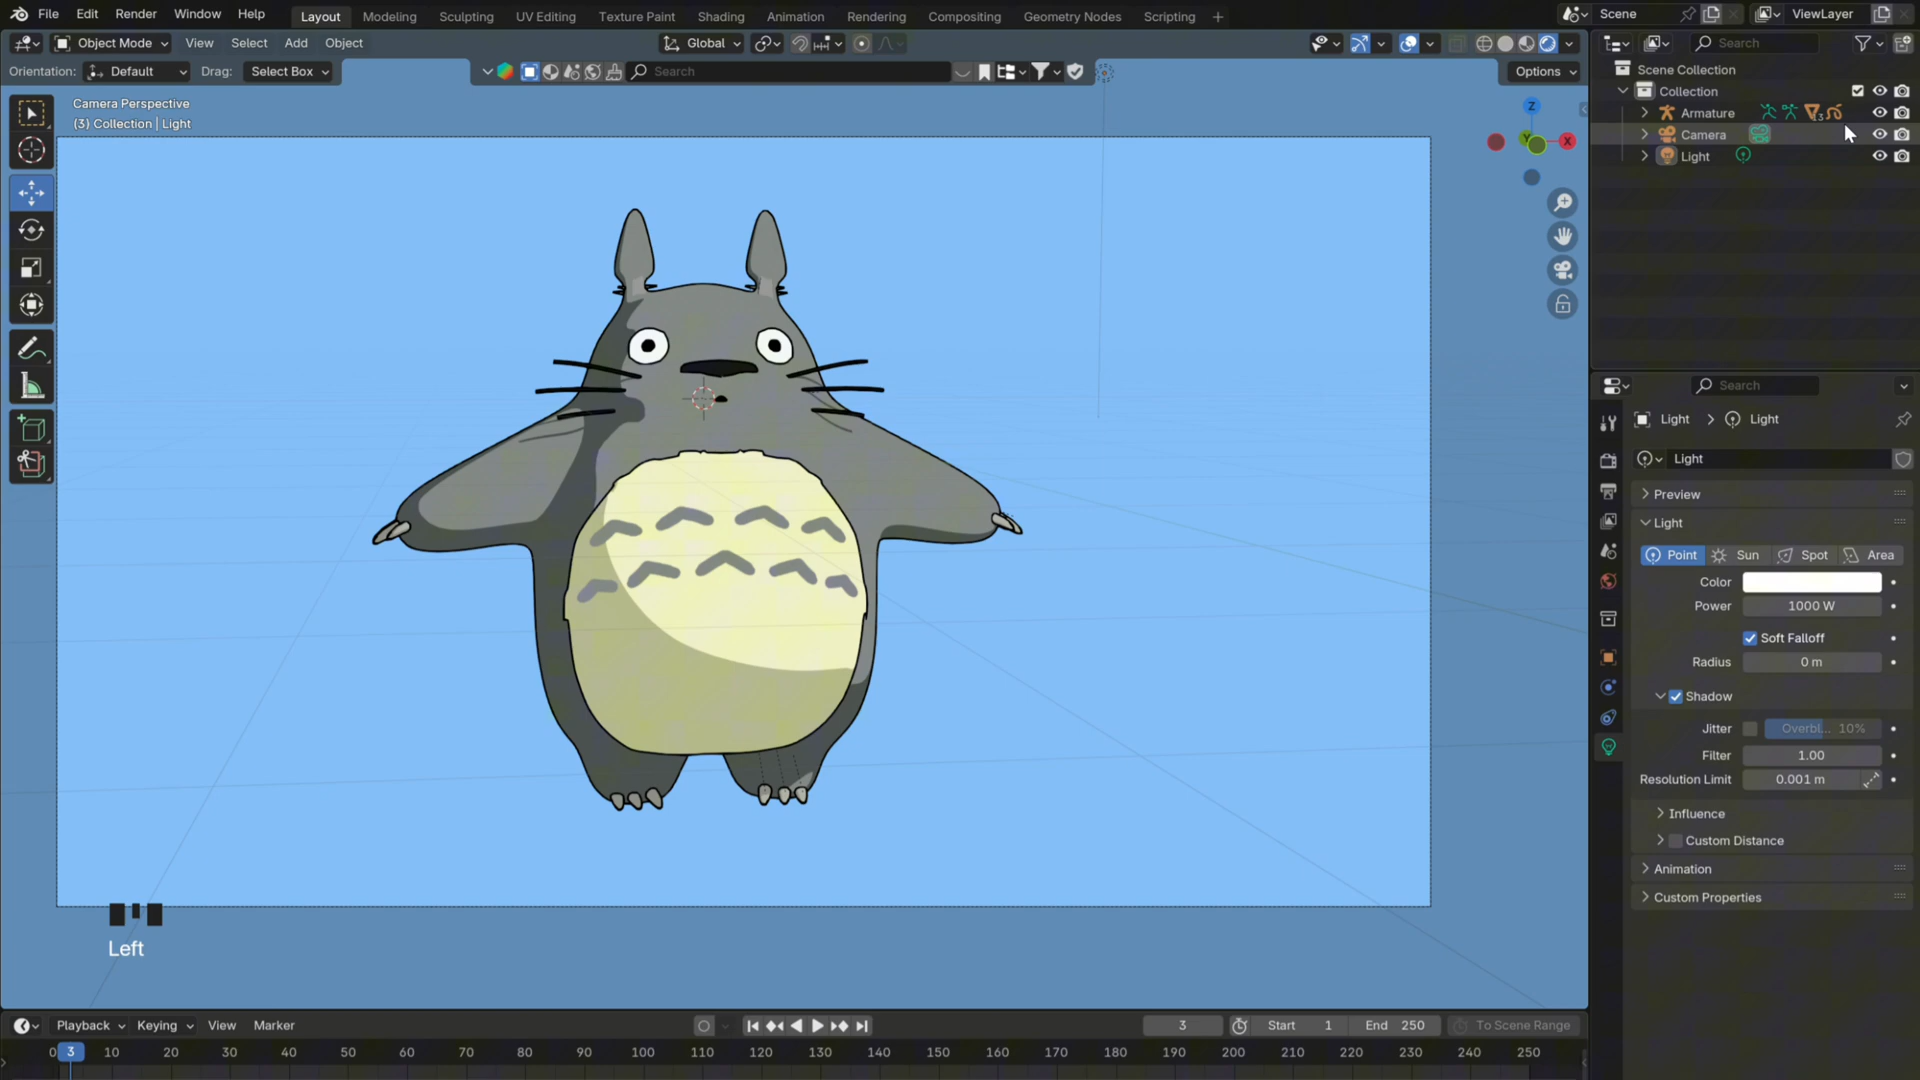 File Edit Render Window Help Layout Modeling Sculpting UV Editing Texture Paint Shading Animation Rendering Compositing Geometry Nodes Scripting + Scene ViewLayer
Object Mode View Select Add Object Global Search
Orientation: Default Drag: Select Box Search Options
Camera Perspective
(3) Collection | Light
Z
X
Y
Scene Collection
Collection
Armature 3
Camera
Light
Search
Light > Light
Light
Preview
Light
Point Sun Spot Area
Color
Power 1000 W
Soft Falloff
Radius 0 m
Shadow
Jitter Overbl... 10%
Filter 1.00
Resolution Limit 0.001 m
Influence
Custom Distance
Animation
Custom Properties
Left
Playback Keying View Marker 3 Start 1 End 250 To Scene Range
0 3 10 20 30 40 50 60 70 80 90 100 110 120 130 140 150 160 170 180 190 200 210 220 230 240 250